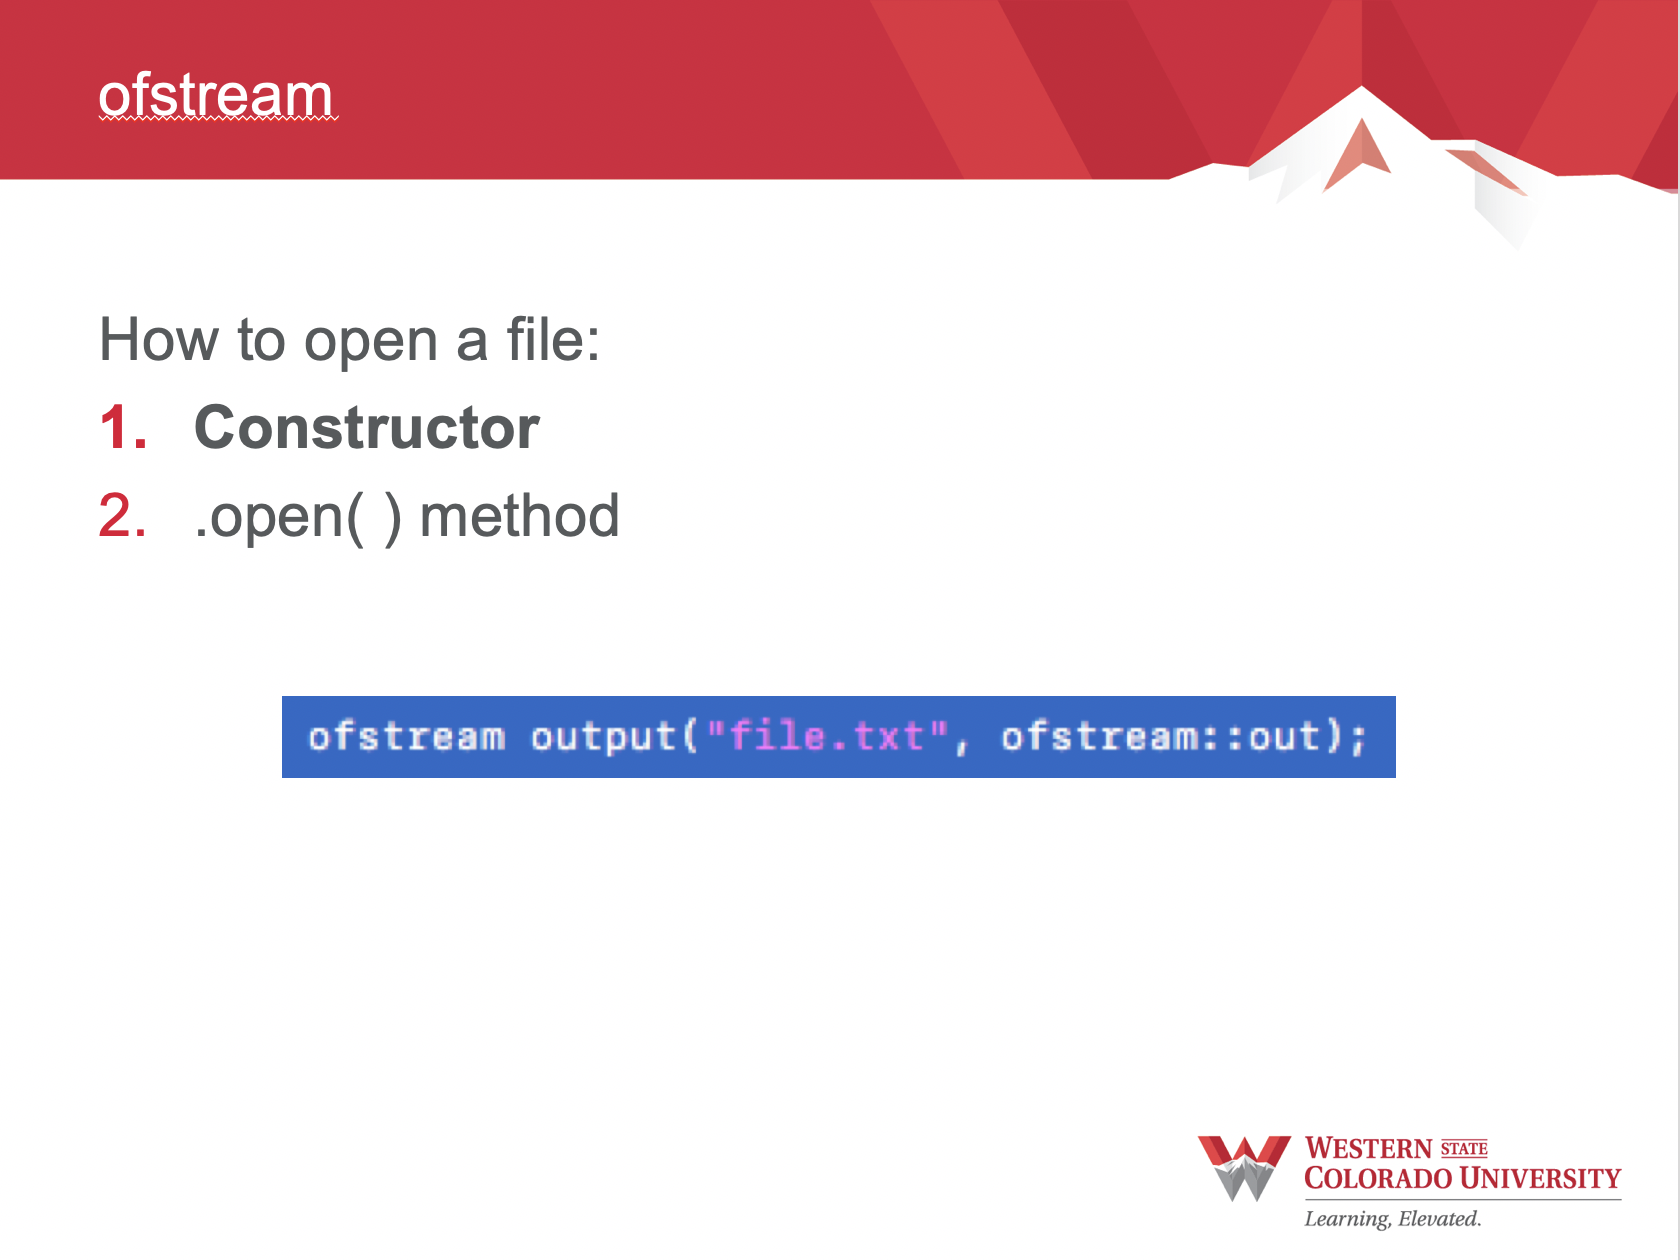 ofstream
How to open a file:
1. Constructor
2. .open( ) method
ofstream output("file.txt", ofstream::out);
WESTERN STATE
COLORADO UNIVERSITY
Learning, Elevated.